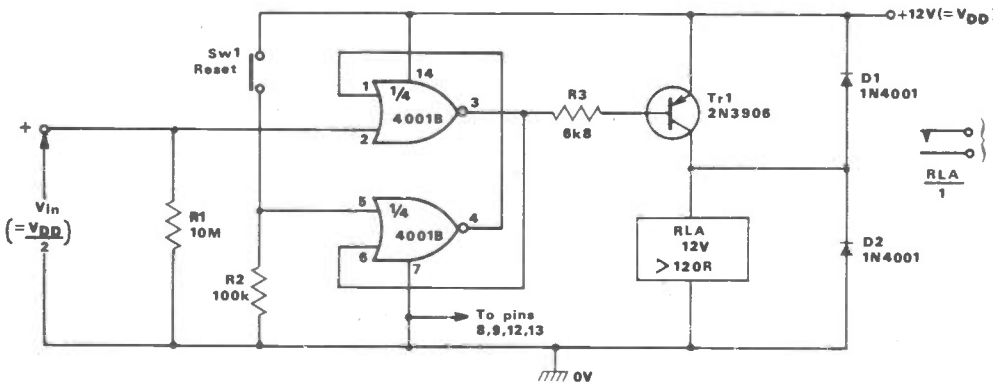 +12V(=VDD
Sw1
Reset
14
1
1/4
4001B
3
2
R3
6k8
Tr1
2N3906
D1
1N4001
+
RLA
1
Vin
(=VDD
2)
R1
10M
5
1/4
4001B
4
6
7
RLA
12V
>120R
D2
1N4001
R2
100k
To pins
8,9,12,13
0V